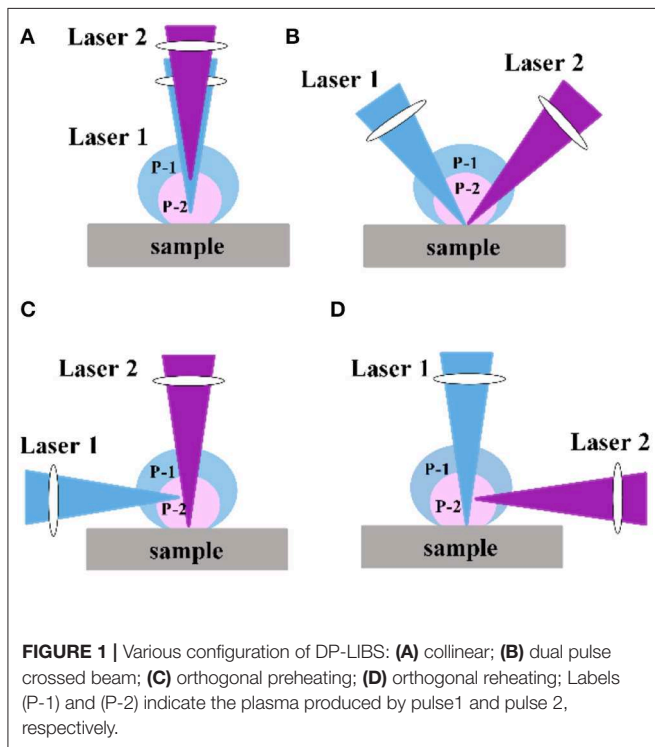 A
Laser 2
Laser 1
P-1
P-2
sample
B
Laser 1
Laser 2
P-1
P-2
sample
C
Laser 2
Laser 1
P-1
P-2
sample
D
Laser 1
Laser 2
P-1
P-2
sample
FIGURE 1 | Various configuration of DP-LIBS: (A) collinear; (B) dual pulse
crossed beam; (C) orthogonal preheating; (D) orthogonal reheating; Labels
(P-1) and (P-2) indicate the plasma produced by pulse1 and pulse 2,
respectively.